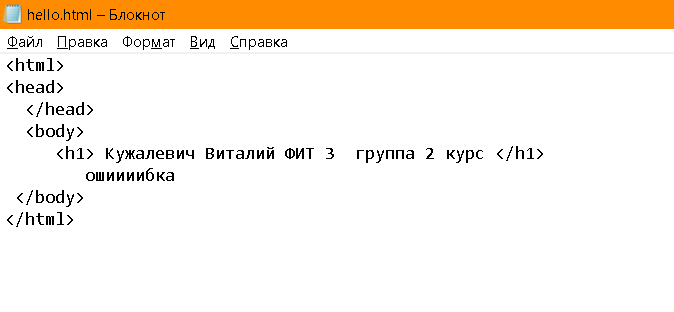 hello.html – Блокнот
Файл Правка Формат Вид Справка
<html>
<head>
</head>
<body>
<h1> Кужалевич Виталий ФИТ 3 группа 2 курс </h1>
ошииииибка
</body>
</html>